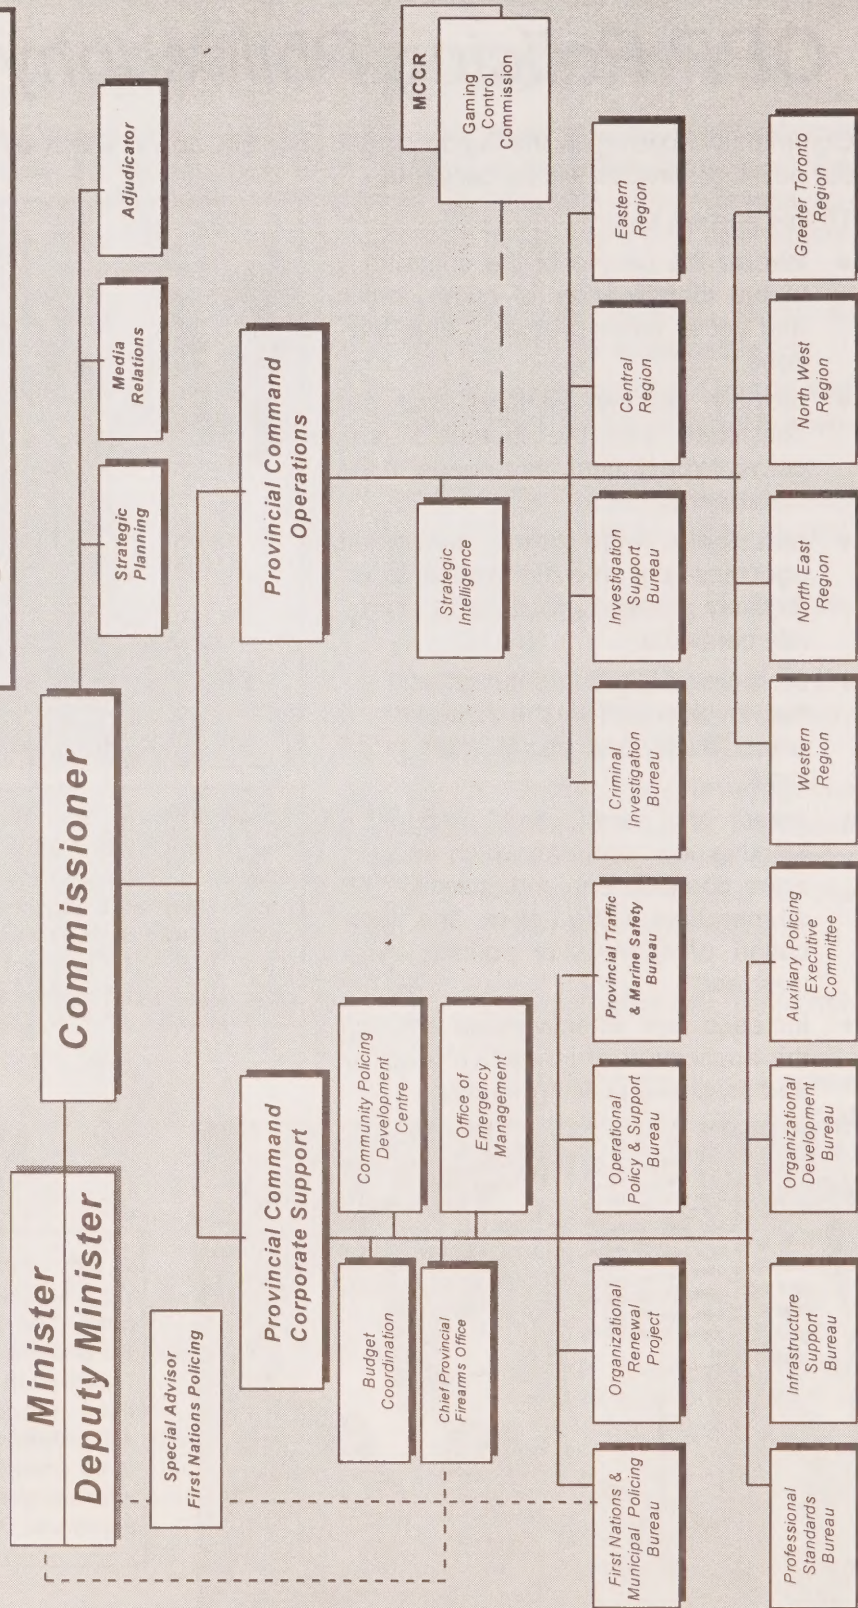 Minister
Deputy Minister
Commissioner
Special Advisor
First Nations Policing
Strategic
Planning
Media
Relations
Adjudicator
Provincial Command
Corporate Support
Provincial Command
Operations
Budget
Coordination
Community Policing
Development
Centre
Chief Provincial
Firearms Office
Office of
Emergency
Management
Strategic
Intelligence
MCCR
Gaming
Control
Commission
First Nations &
Municipal Policing
Bureau
Organizational
Renewal
Project
Operational
Policy & Support
Bureau
Provincial Traffic
& Marine Safety
Bureau
Criminal
Investigation
Bureau
Investigation
Support
Bureau
Central
Region
Eastern
Region
Professional
Standards
Bureau
Infrastructure
Support
Bureau
Organizational
Development
Bureau
Auxiliary Policing
Executive
Committee
Western
Region
North East
Region
North West
Region
Greater Toronto
Region